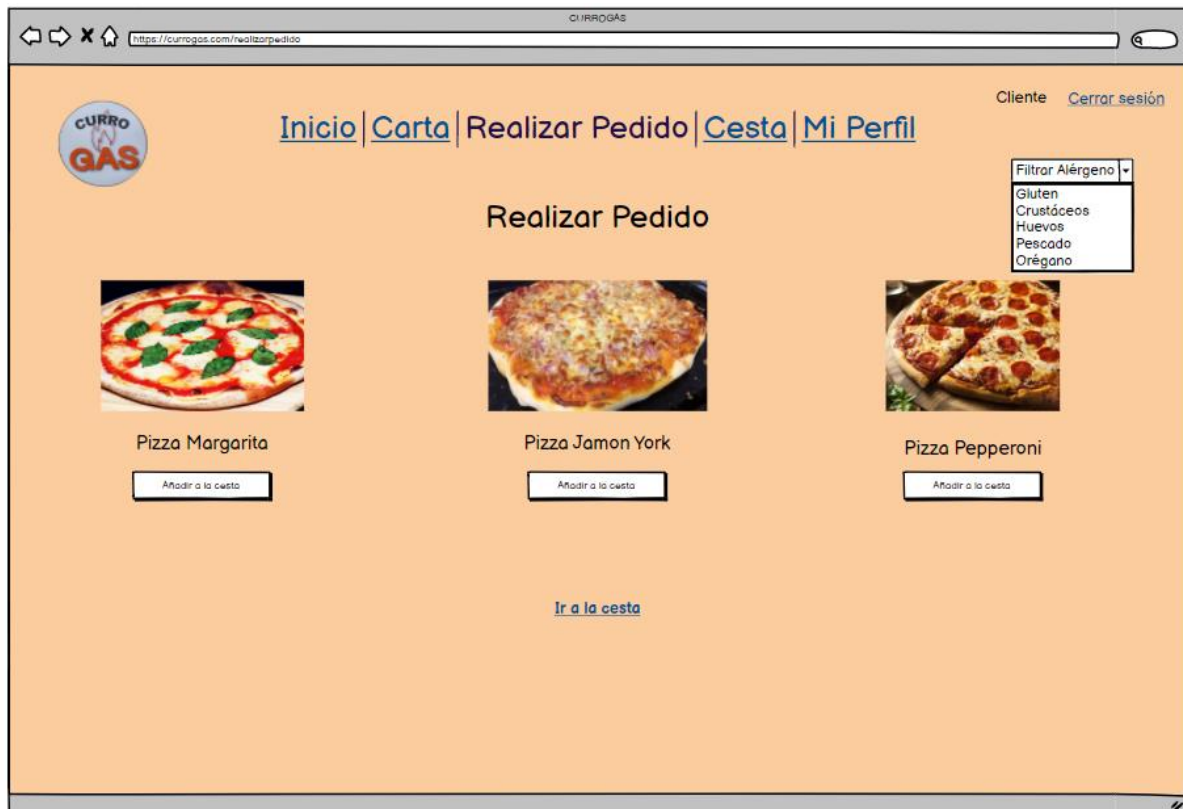 CURROGÁS
https://currogas.com/realizarpedido
Cliente Cerrar sesión
CURRO
GAS
Inicio Carta Realizar Pedido Cesta Mi Perfil
Filtrar Alérgeno
Gluten
Crustáceos
Huevos
Pescado
Orégano
Realizar Pedido
Pizza Margarita
Añadir a la cesta
Pizza Jamon York
Añadir a la cesta
Pizza Pepperoni
Añadir a la cesta
Ir a la cesta